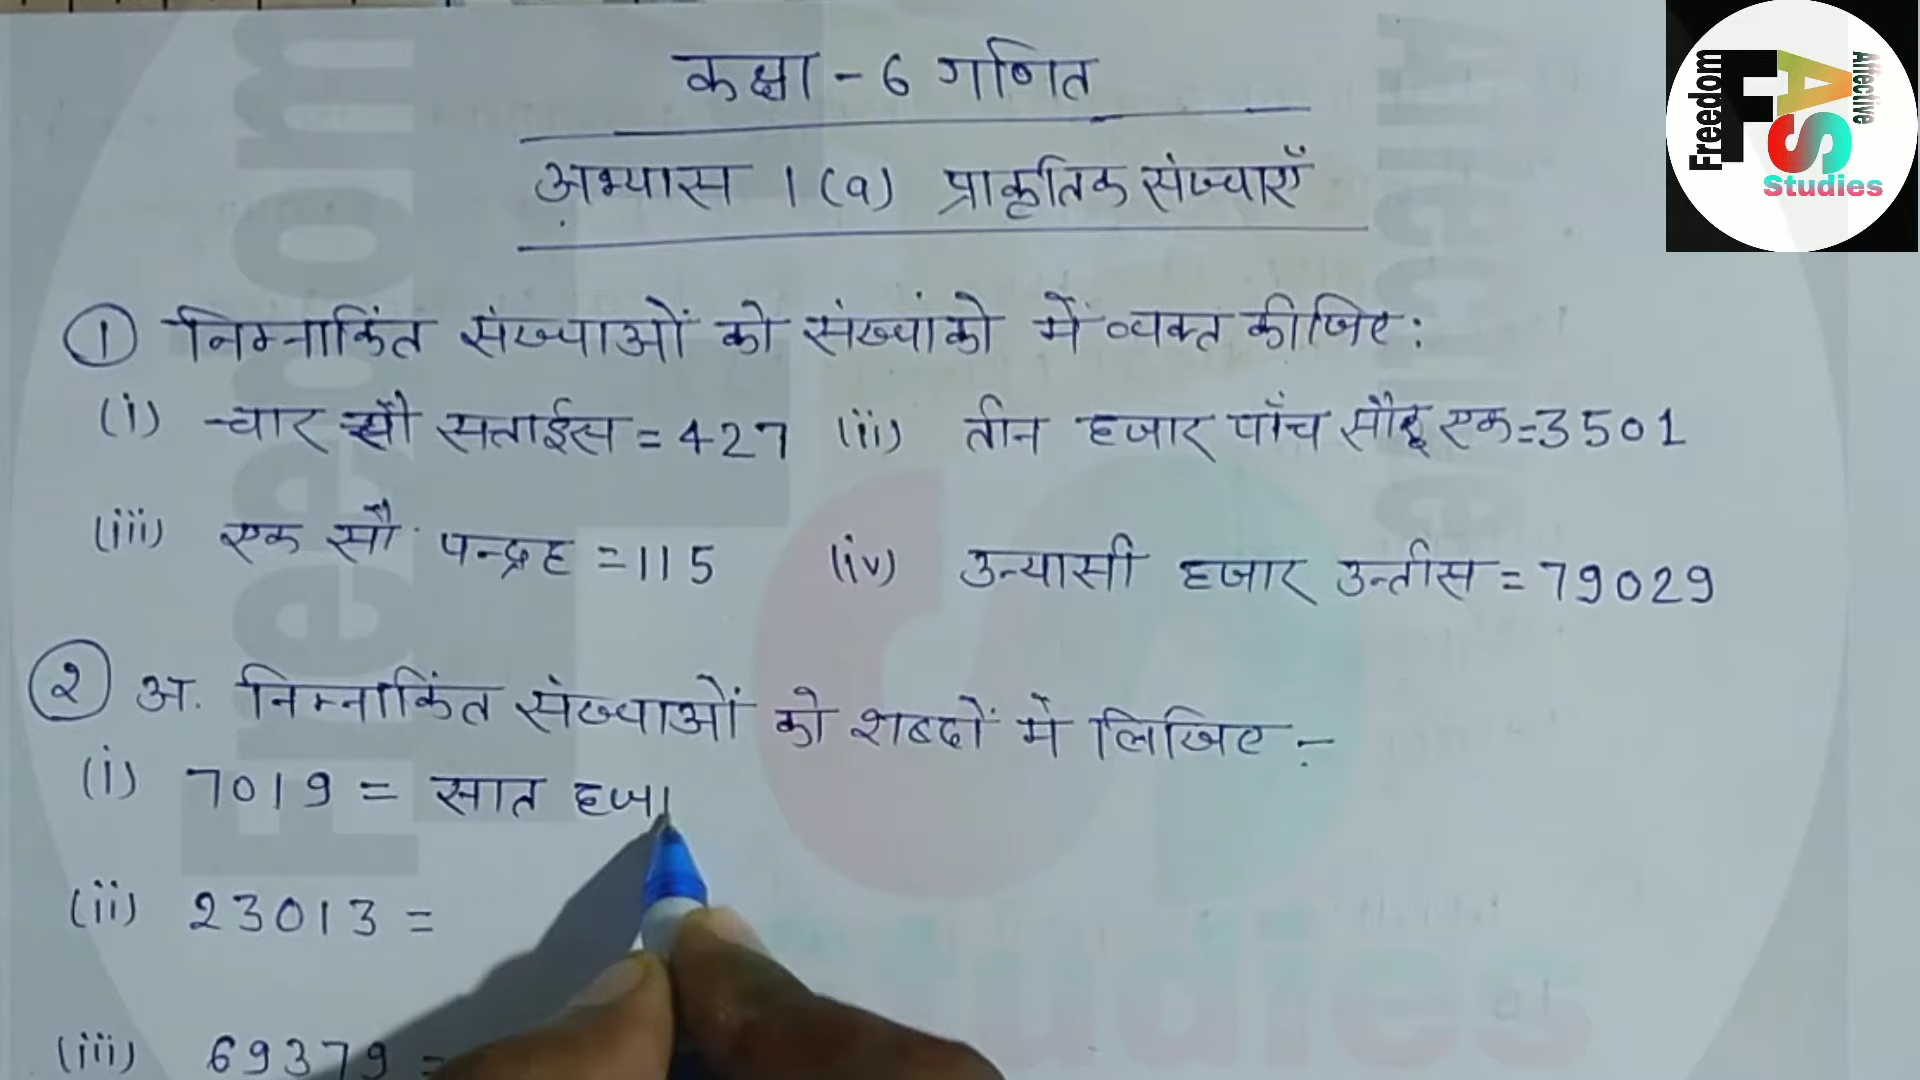 कक्षा - 6 गणित
अभ्यास 1 (a) प्राकृतिक संख्याएँ
① निम्नांकित संख्याओं को संख्यांको में व्यक्त कीजिए:
(i) चार सौ सताईस = 427 (ii) तीन हजार पाँच सौ एक = 3501
(iii) एक सौ पन्द्रह = 115 (iv) उन्यासी हजार उन्तीस = 79029
② अ. निम्नांकित संख्याओं को शब्दों में लिजिए :-
(i) 7019 = सात हजा
(ii) 23013 =
(iii) 69379 =
Freedom
Affective
FAS
Studies